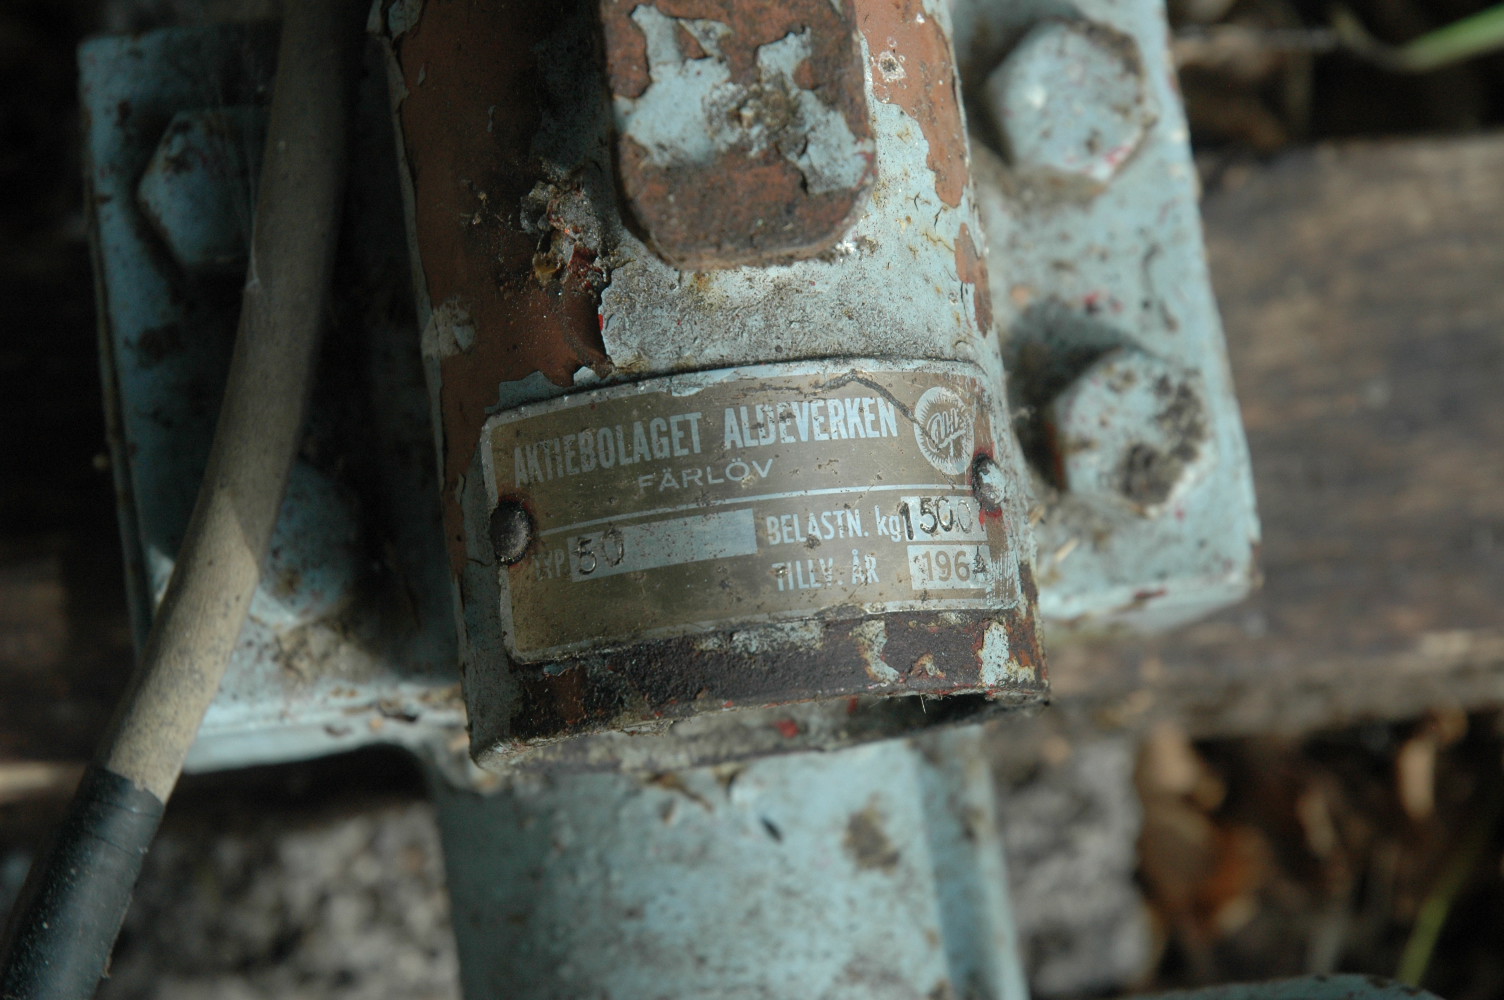 AKTIEBOLAGET ALDEVERKEN
FÄRLÖV
TYP 50 BELASTN. kg 1500
TILLV. ÅR 1964